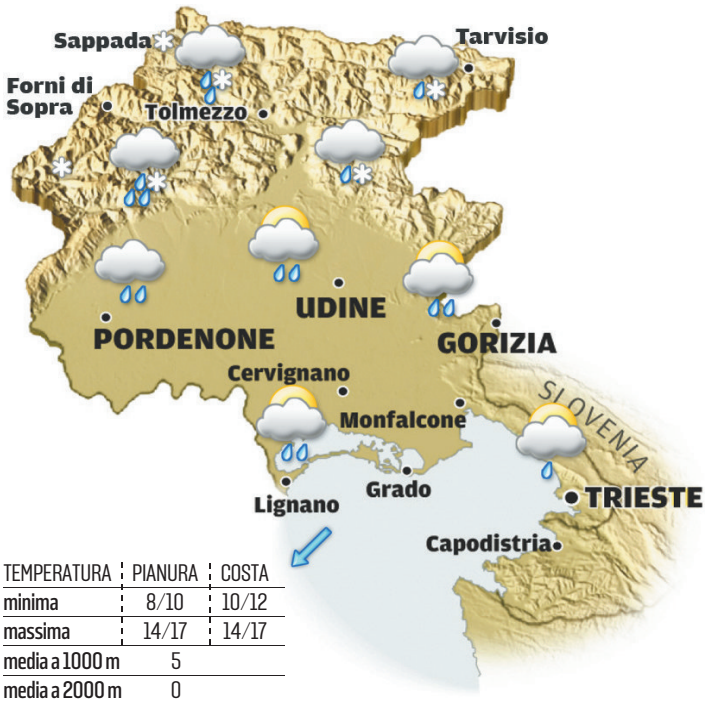 Sappada
Tarvisio
Forni di
Sopra
Tolmezzo
UDINE
PORDENONE
GORIZIA
Cervignano
SLOVENIA
Monfalcone
Grado
Lignano
TRIESTE
Capodistria
TEMPERATURA PIANURA COSTA
minima 8/10 10/12
massima 14/17 14/17
media a 1000 m 5
media a 2000 m 0